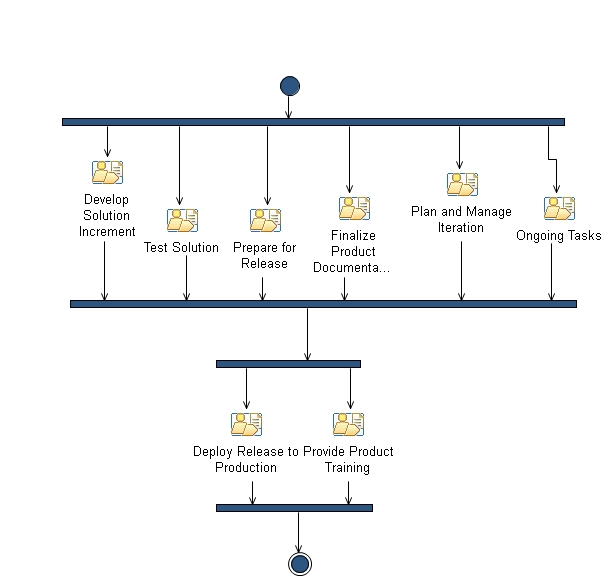 Develop
Solution
Increment
Test Solution
Prepare for
Release
Finalize
Product
Documenta...
Plan and Manage
Iteration
Ongoing Tasks
Deploy Release to
Production
Provide Product
Training